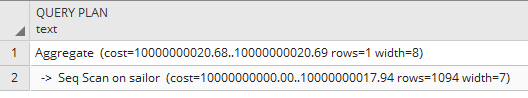 QUERY PLAN
text
1 Aggregate (cost=10000000020.68..10000000020.69 rows=1 width=8)
2 -> Seq Scan on sailor (cost=10000000000.00..10000000017.94 rows=1094 width=7)